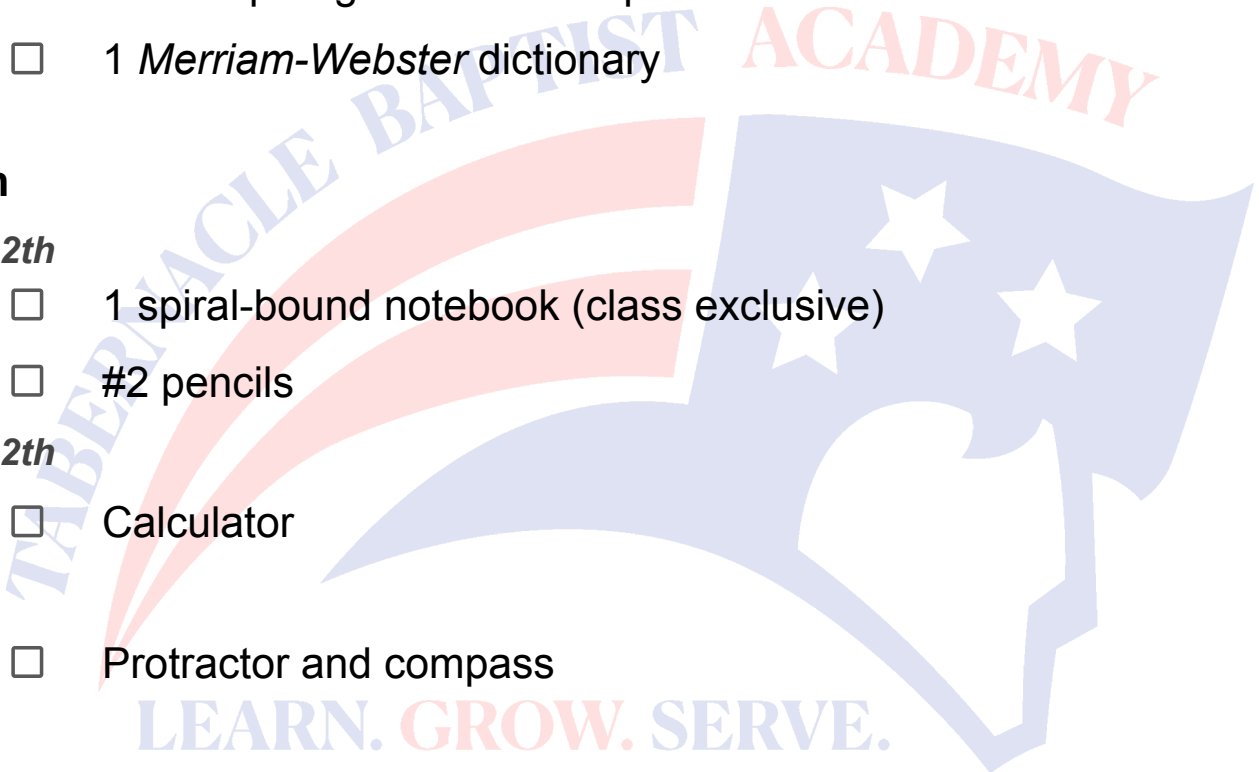 1 Merriam-Webster dictionary
TABERNACLE BAPTIST ACADEMY
2th
☐ 1 spiral-bound notebook (class exclusive)
☐ #2 pencils
2th
☐ Calculator
☐ Protractor and compass
LEARN. GROW. SERVE.